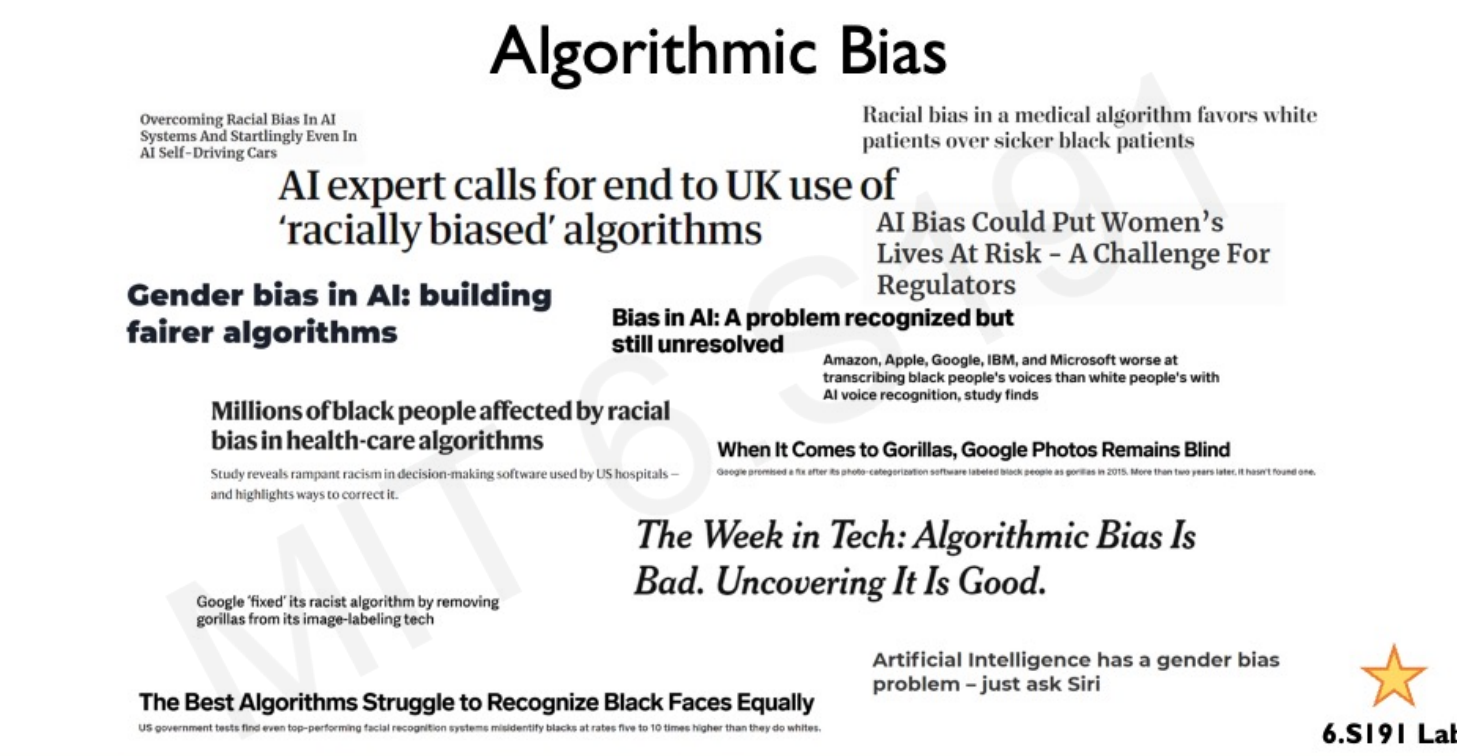 Algorithmic Bias
Overcoming Racial Bias In AI
Systems And Startlingly Even In
AI Self-Driving Cars
Racial bias in a medical algorithm favors white
patients over sicker black patients
AI expert calls for end to UK use of
‘racially biased’ algorithms
AI Bias Could Put Women’s
Lives At Risk - A Challenge For
Regulators
Gender bias in AI: building
fairer algorithms
Bias in AI: A problem recognized but
still unresolved
Amazon, Apple, Google, IBM, and Microsoft worse at
transcribing black people's voices than white people's with
AI voice recognition, study finds
Millions of black people affected by racial
bias in health-care algorithms
Study reveals rampant racism in decision-making software used by US hospitals –
and highlights ways to correct it.
When It Comes to Gorillas, Google Photos Remains Blind
Google promised a fix after its photo-categorization software labeled black people as gorillas in 2015. More than two years later, it hasn't found one.
The Week in Tech: Algorithmic Bias Is
Bad. Uncovering It Is Good.
Google 'fixed' its racist algorithm by removing
gorillas from its image-labeling tech
Artificial Intelligence has a gender bias
problem – just ask Siri
The Best Algorithms Struggle to Recognize Black Faces Equally
US government tests find even top-performing facial recognition systems misidentify blacks at rates five to 10 times higher than they do whites.
6.S191 Lab
MIT 6.S191